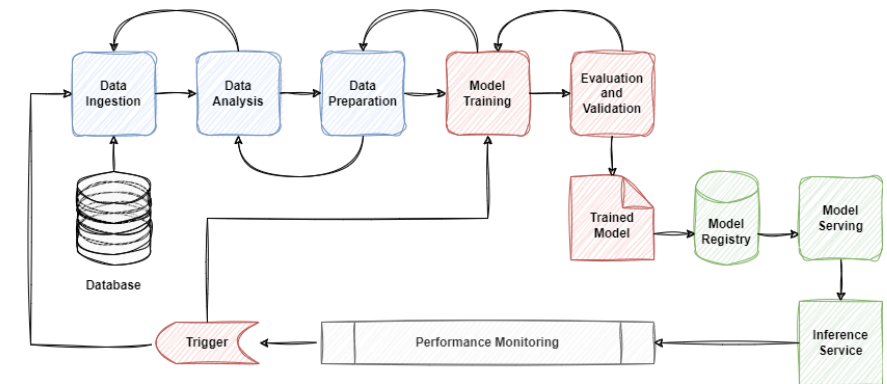 Data
Ingestion
Data
Analysis
Data
Preparation
Model
Training
Evaluation
and
Validation
Database
Trained
Model
Model
Registry
Model
Serving
Trigger
Performance Monitoring
Inference
Service